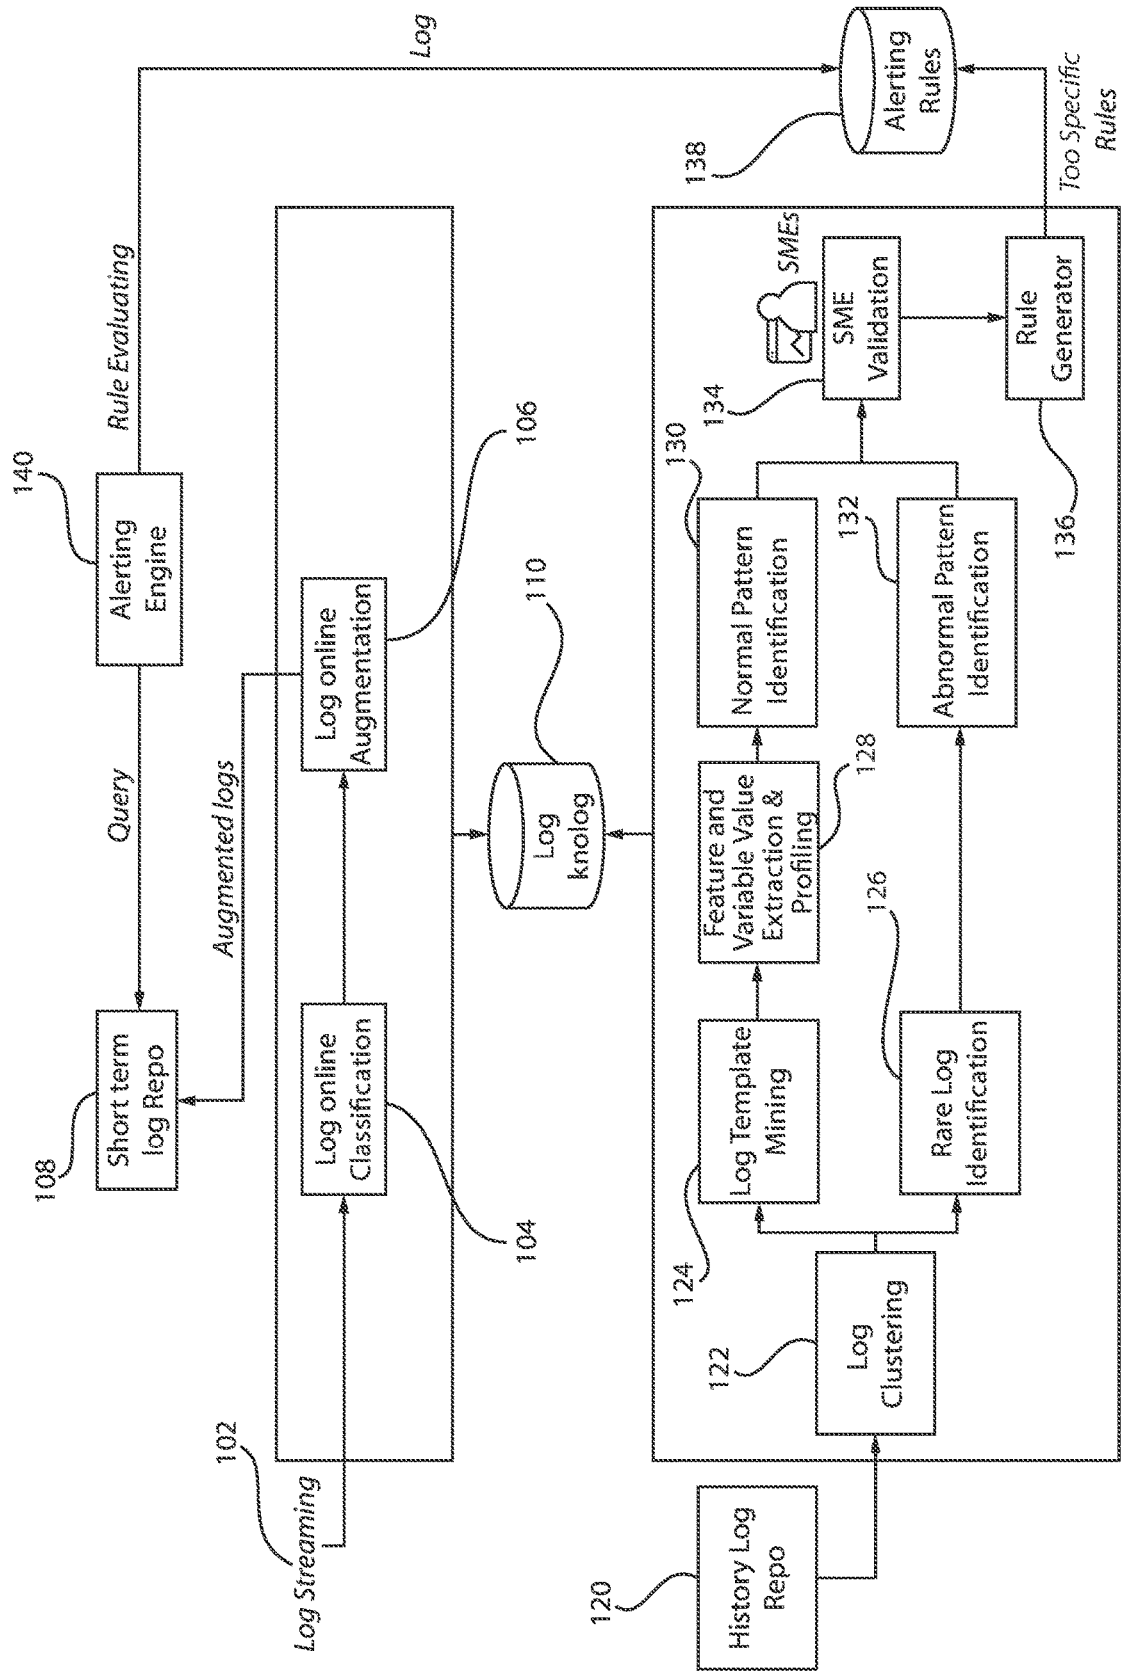 108
Short term
log Repo
Query
140
Alerting
Engine
Rule Evaluating
Log
Augmented logs
102
Log Streaming
Log online
Classification
104
Log online
Augmentation
106
Log
knolog
110
138
Alerting
Rules
120
History Log
Repo
122
Log
Clustering
124
Log Template
Mining
Feature and
Variable Value
Extraction &
Profiling
128
130
Normal Pattern
Identification
126
Rare Log
Identification
132
Abnormal Pattern
Identification
134
SMEs
SME
Validation
136
Rule
Generator
Too Specific
Rules